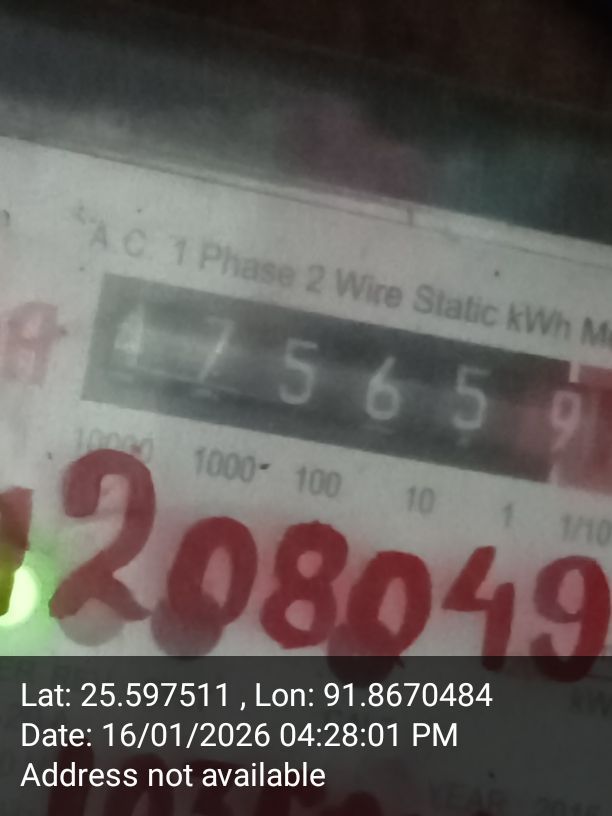 A.C. 1 Phase 2 Wire Static kWh
47565 9
10000 1000 100 10 1 1/10
208049
Lat: 25.597511 , Lon: 91.8670484
Date: 16/01/2026 04:28:01 PM
Address not available
YEAR